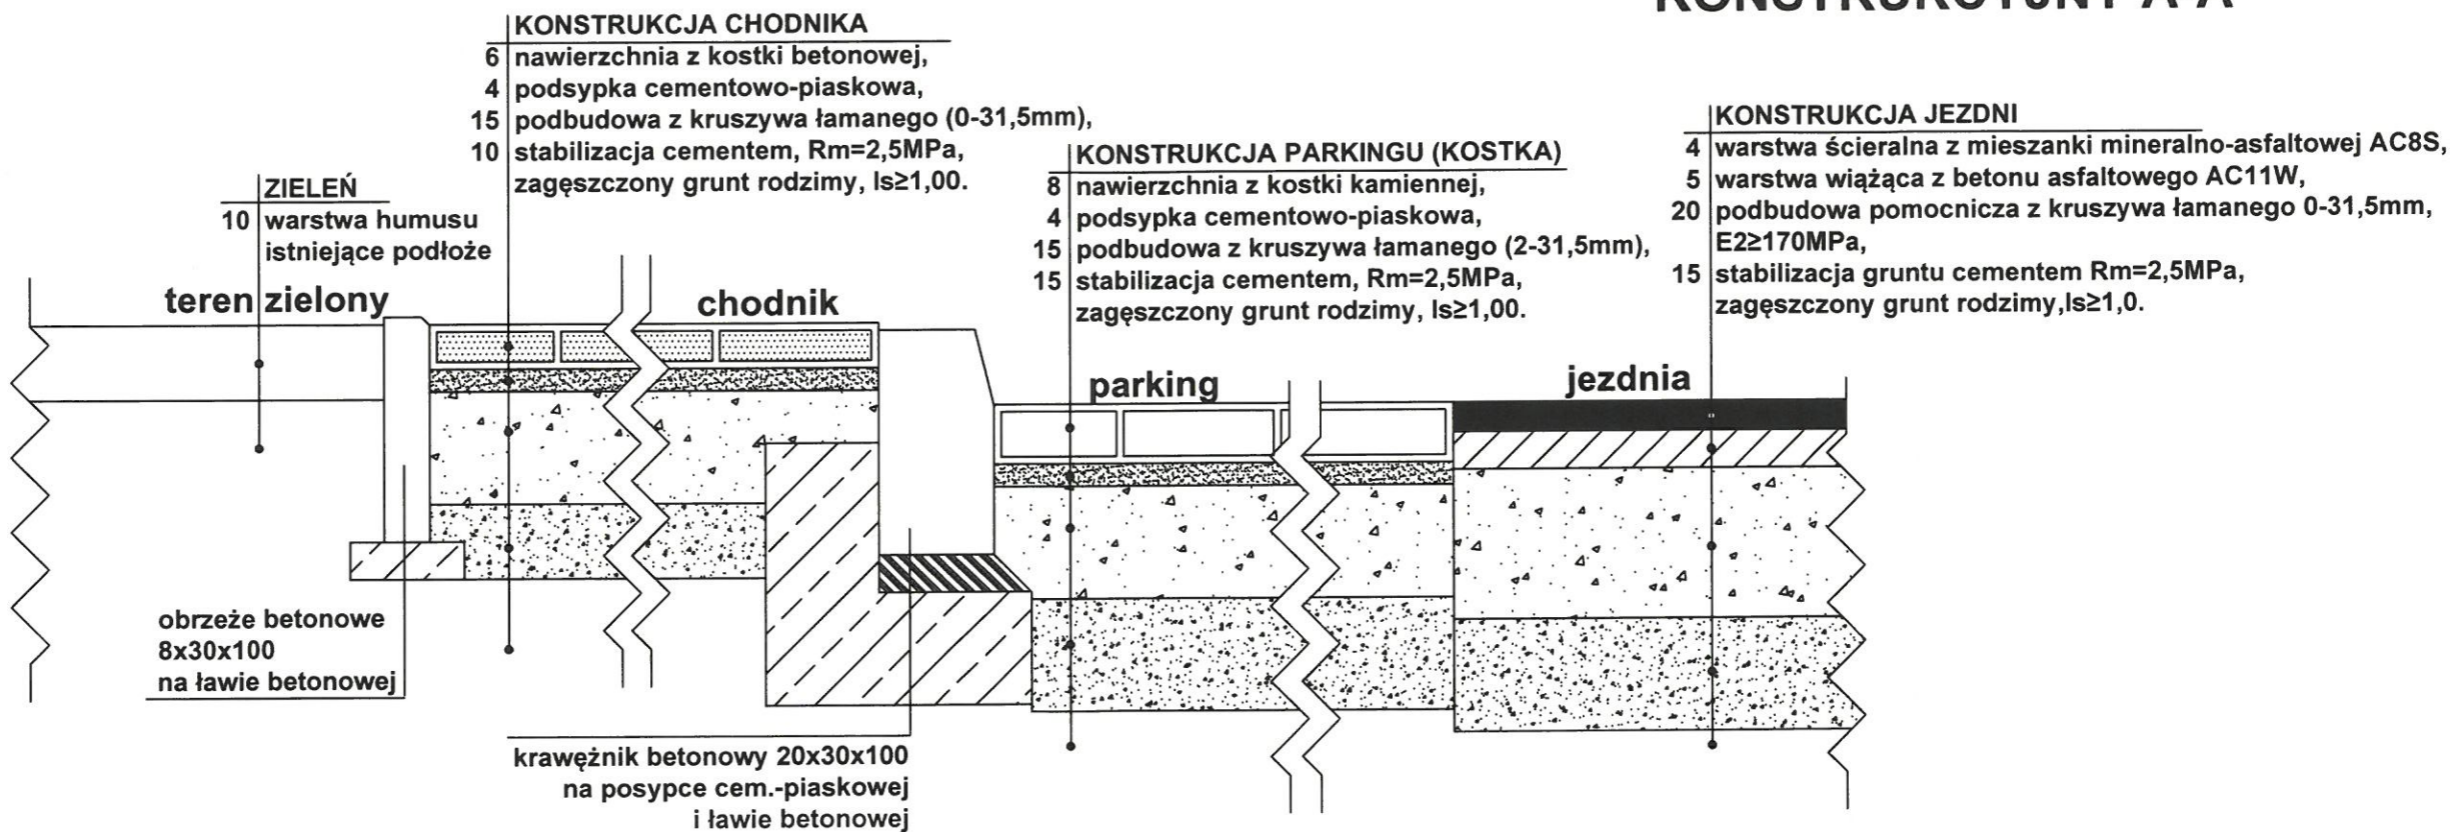 KONSTRUKCYJNY A-A
KONSTRUKCJA CHODNIKA
6 nawierzchnia z kostki betonowej,
4 podsypka cementowo-piaskowa,
15 podbudowa z kruszywa łamanego (0-31,5mm),
10 stabilizacja cementem, Rm=2,5MPa,
zagęszczony grunt rodzimy, Is≥1,00.
ZIELEŃ
10 warstwa humusu
istniejące podłoże
KONSTRUKCJA PARKINGU (KOSTKA)
8 nawierzchnia z kostki kamiennej,
4 podsypka cementowo-piaskowa,
15 podbudowa z kruszywa łamanego (2-31,5mm),
15 stabilizacja cementem, Rm=2,5MPa,
zagęszczony grunt rodzimy, Is≥1,00.
KONSTRUKCJA JEZDNI
4 warstwa ścieralna z mieszanki mineralno-asfaltowej AC8S,
5 warstwa wiążąca z betonu asfaltowego AC11W,
20 podbudowa pomocnicza z kruszywa łamanego 0-31,5mm,
E2≥170MPa,
15 stabilizacja gruntu cementem Rm=2,5MPa,
zagęszczony grunt rodzimy,Is≥1,0.
teren zielony
chodnik
parking
jezdnia
obrzeże betonowe
8x30x100
na ławie betonowej
krawężnik betonowy 20x30x100
na posypce cem.-piaskowej
i ławie betonowej